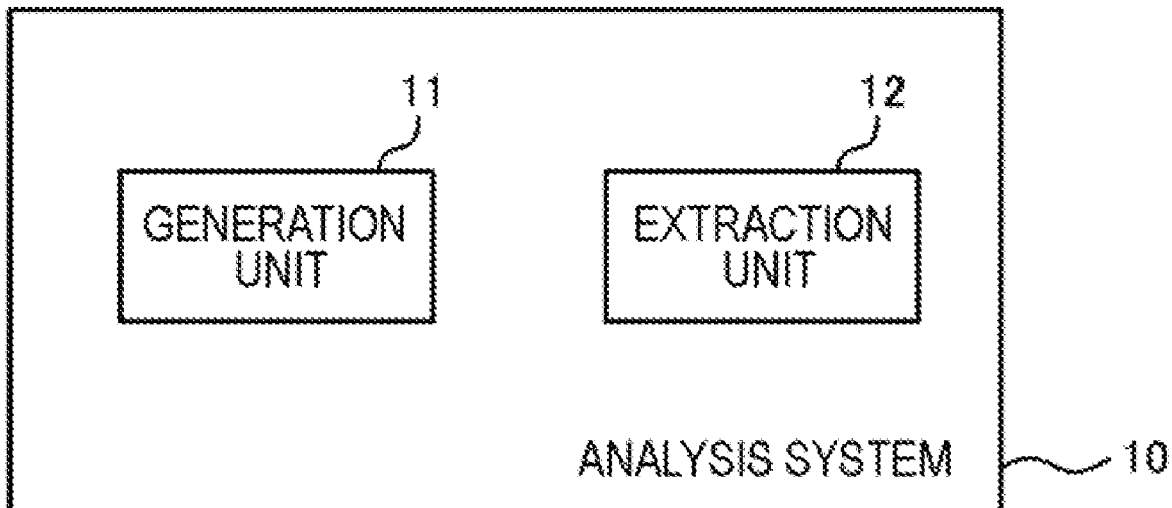 11
12
GENERATION
UNIT
EXTRACTION
UNIT
ANALYSIS SYSTEM
10